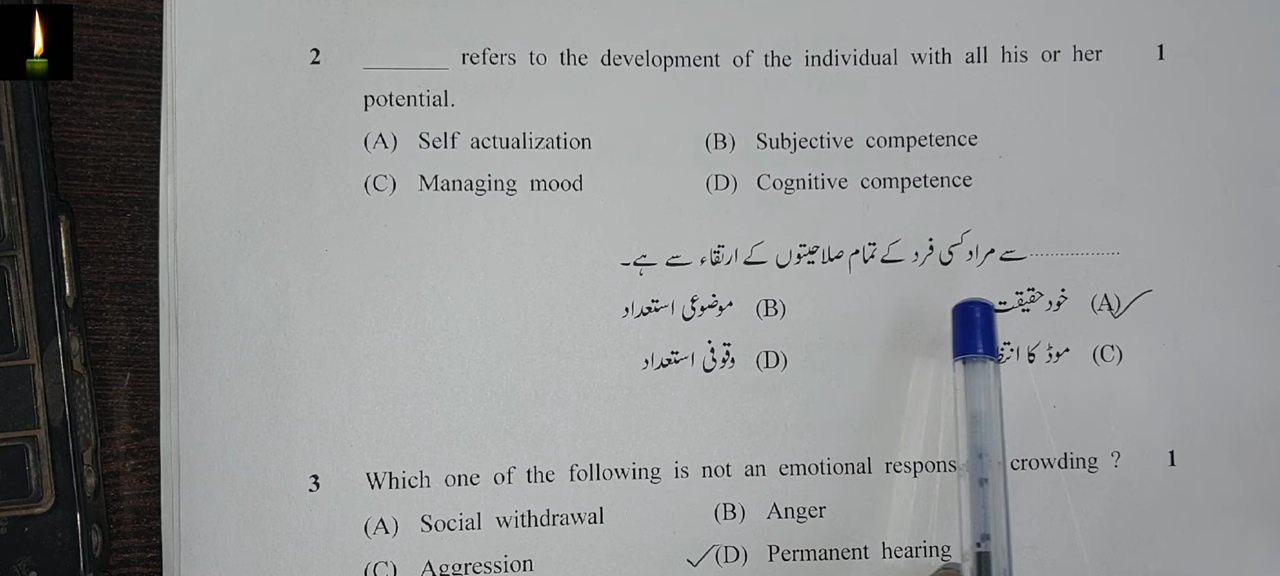 2 ______ refers to the development of the individual with all his or her 1
potential.
(A) Self actualization (B) Subjective competence
(C) Managing mood (D) Cognitive competence
.................. سے مراد کسی فرد کے تمام صلاحیتوں کے ارتقاء سے ہے۔
(A) خود حقیقت (B) موضوعی استعداد
(C) موڈ کا (D) وقوفی استعداد
3 Which one of the following is not an emotional crowding ? 1
(A) Social withdrawal (B) Anger
(C) Aggression (D) Permanent hearing